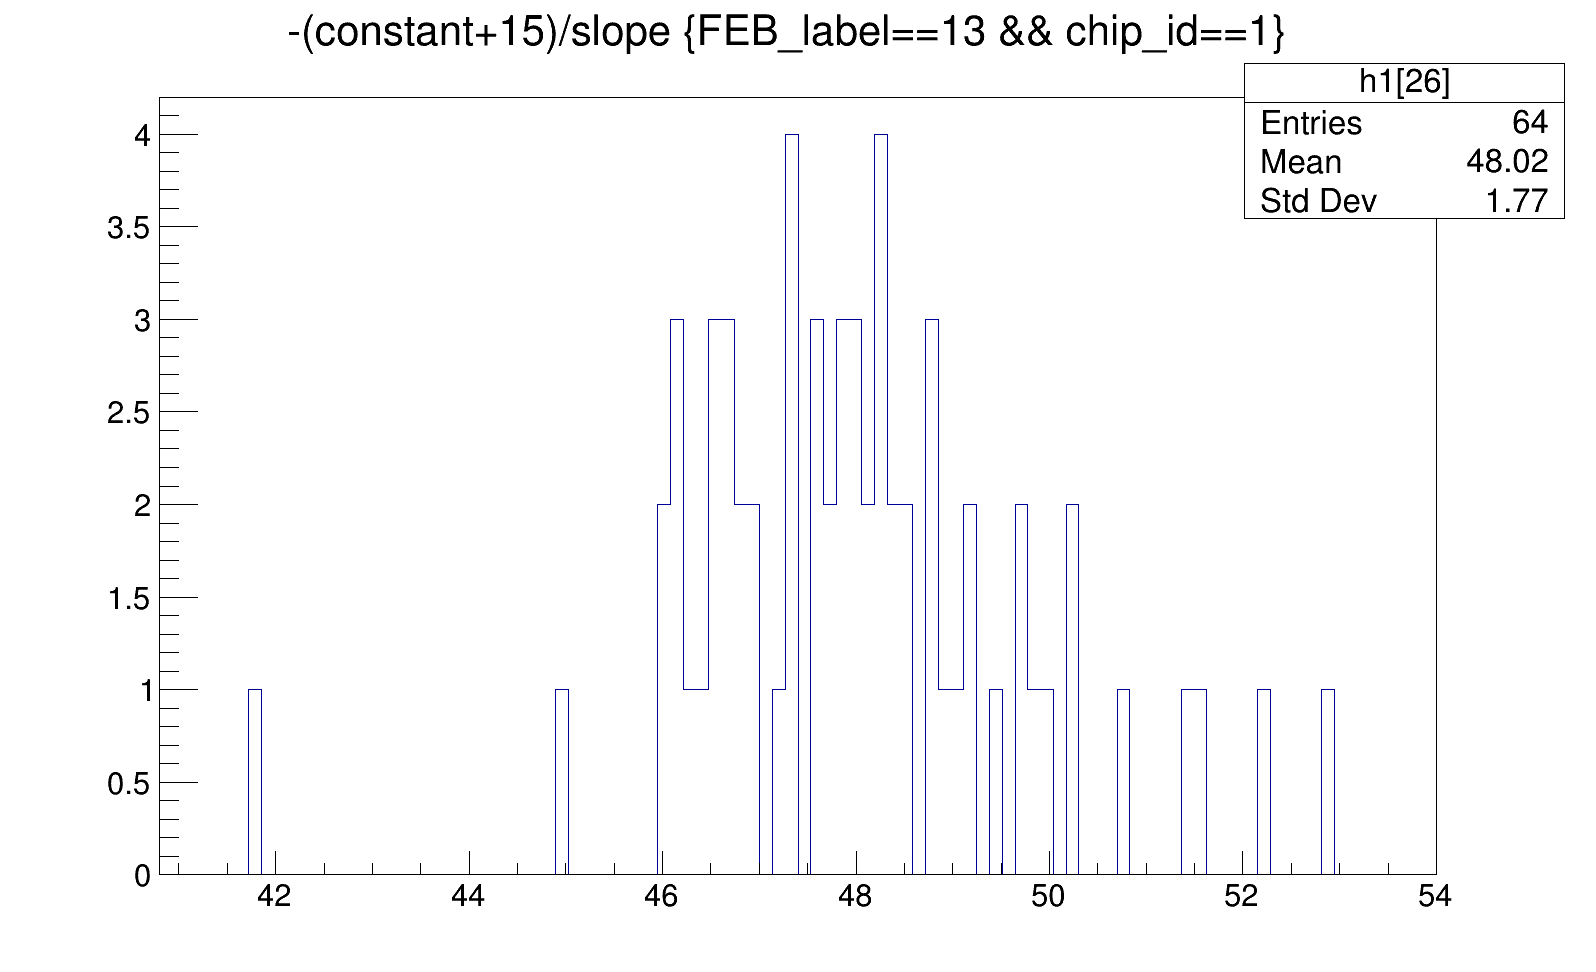 -(constant+15)/slope {FEB_label==13 && chip_id==1}
h1[26]
Entries 64
Mean 48.02
Std Dev 1.77
4
3.5
3
2.5
2
1.5
1
0.5
0
42 44 46 48 50 52 54